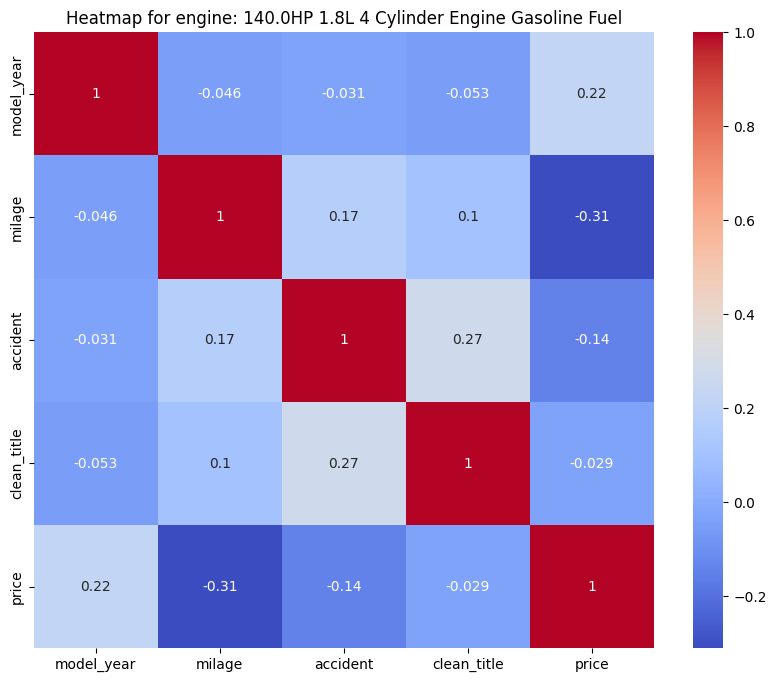 Heatmap for engine: 140.0HP 1.8L 4 Cylinder Engine Gasoline Fuel
model_year 1 -0.046 -0.031 -0.053 0.22
milage -0.046 1 0.17 0.1 -0.31
accident -0.031 0.17 1 0.27 -0.14
clean_title -0.053 0.1 0.27 1 -0.029
price 0.22 -0.31 -0.14 -0.029 1
model_year milage accident clean_title price
1.0
0.8
0.6
0.4
0.2
0.0
−0.2